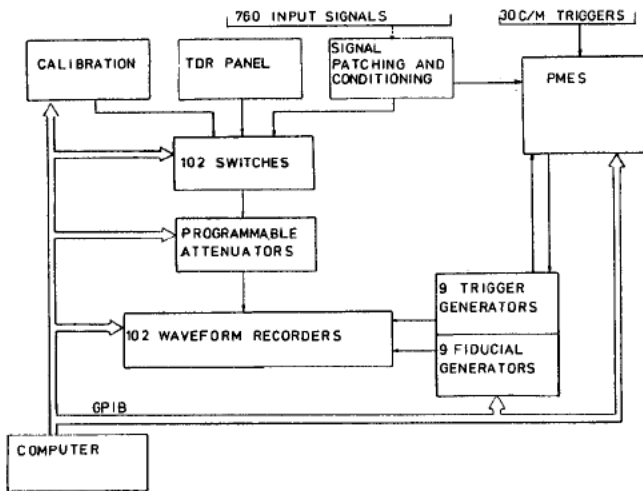 760 INPUT SIGNALS
30 C/M TRIGGERS
CALIBRATION
TDR PANEL
SIGNAL
PATCHING AND
CONDITIONING
PMES
102 SWITCHES
PROGRAMMABLE
ATTENUATORS
9 TRIGGER
GENERATORS
102 WAVEFORM RECORDERS
9 FIDUCIAL
GENERATORS
GPIB
COMPUTER